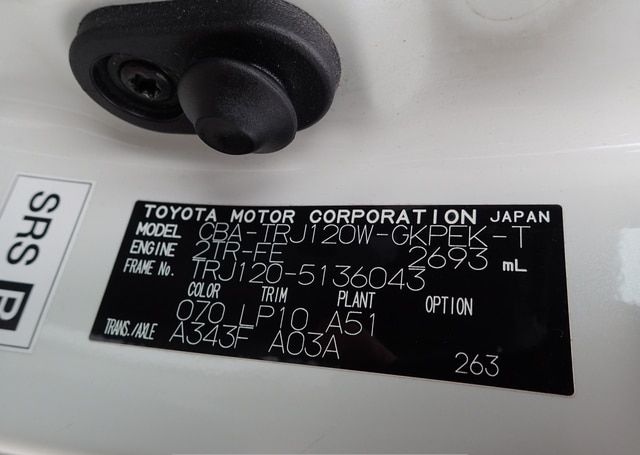 SRS P
TOYOTA MOTOR CORPORATION JAPAN
MODEL CBA-TRJ120W-GKPEK-T
ENGINE 2TR-FE 2693 mL
FRAME No. TRJ120-5136043
COLOR TRIM PLANT OPTION
070 LP10 A51
TRANS./AXLE A343F A03A
263